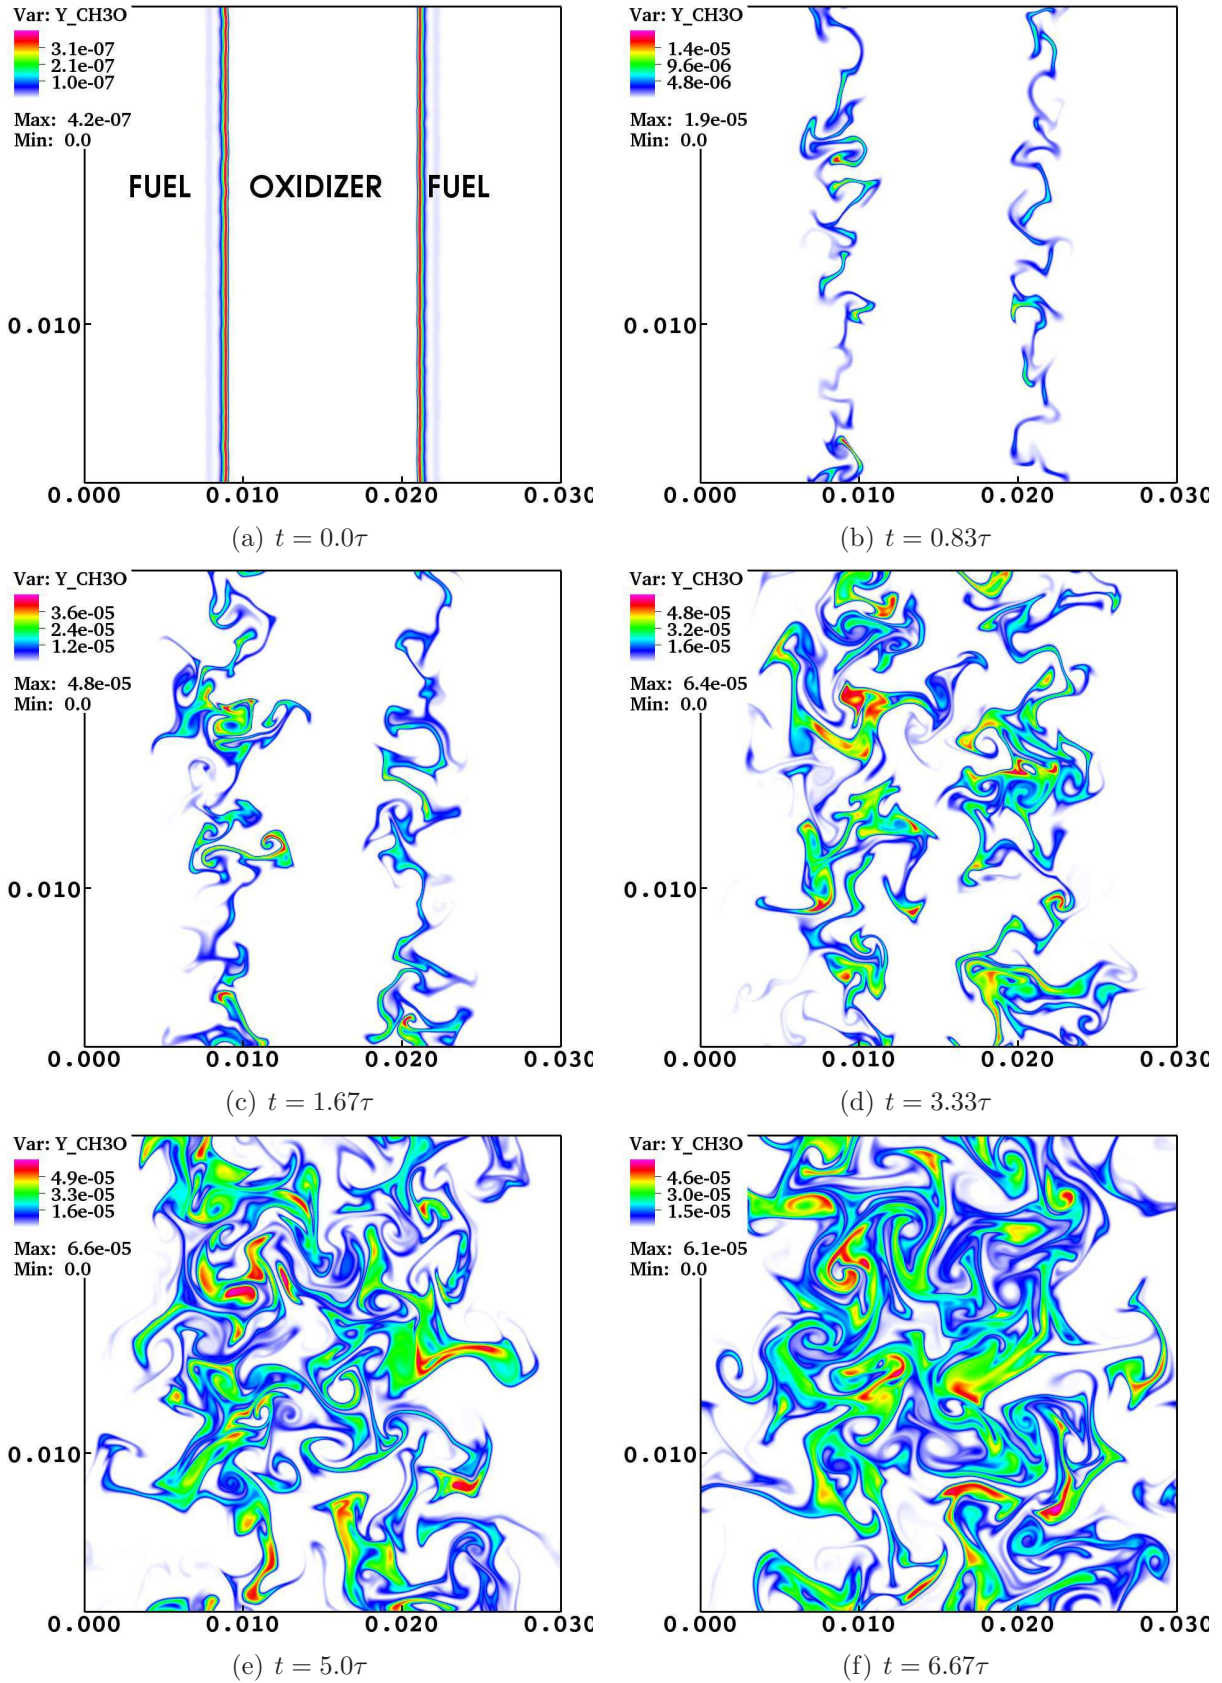 Var: Y_CH3O
3.1e-07
2.1e-07
1.0e-07
Max: 4.2e-07
Min: 0.0
FUEL OXIDIZER FUEL
0.010
0.000 0.010 0.020 0.030
(a) t = 0.0τ
Var: Y_CH3O
1.4e-05
9.6e-06
4.8e-06
Max: 1.9e-05
Min: 0.0
0.010
0.000 0.010 0.020 0.030
(b) t = 0.83τ
Var: Y_CH3O
3.6e-05
2.4e-05
1.2e-05
Max: 4.8e-05
Min: 0.0
0.010
0.000 0.010 0.020 0.030
(c) t = 1.67τ
Var: Y_CH3O
4.8e-05
3.2e-05
1.6e-05
Max: 6.4e-05
Min: 0.0
0.010
0.000 0.010 0.020 0.030
(d) t = 3.33τ
Var: Y_CH3O
4.9e-05
3.3e-05
1.6e-05
Max: 6.6e-05
Min: 0.0
0.010
0.000 0.010 0.020 0.030
(e) t = 5.0τ
Var: Y_CH3O
4.6e-05
3.0e-05
1.5e-05
Max: 6.1e-05
Min: 0.0
0.010
0.000 0.010 0.020 0.030
(f) t = 6.67τ